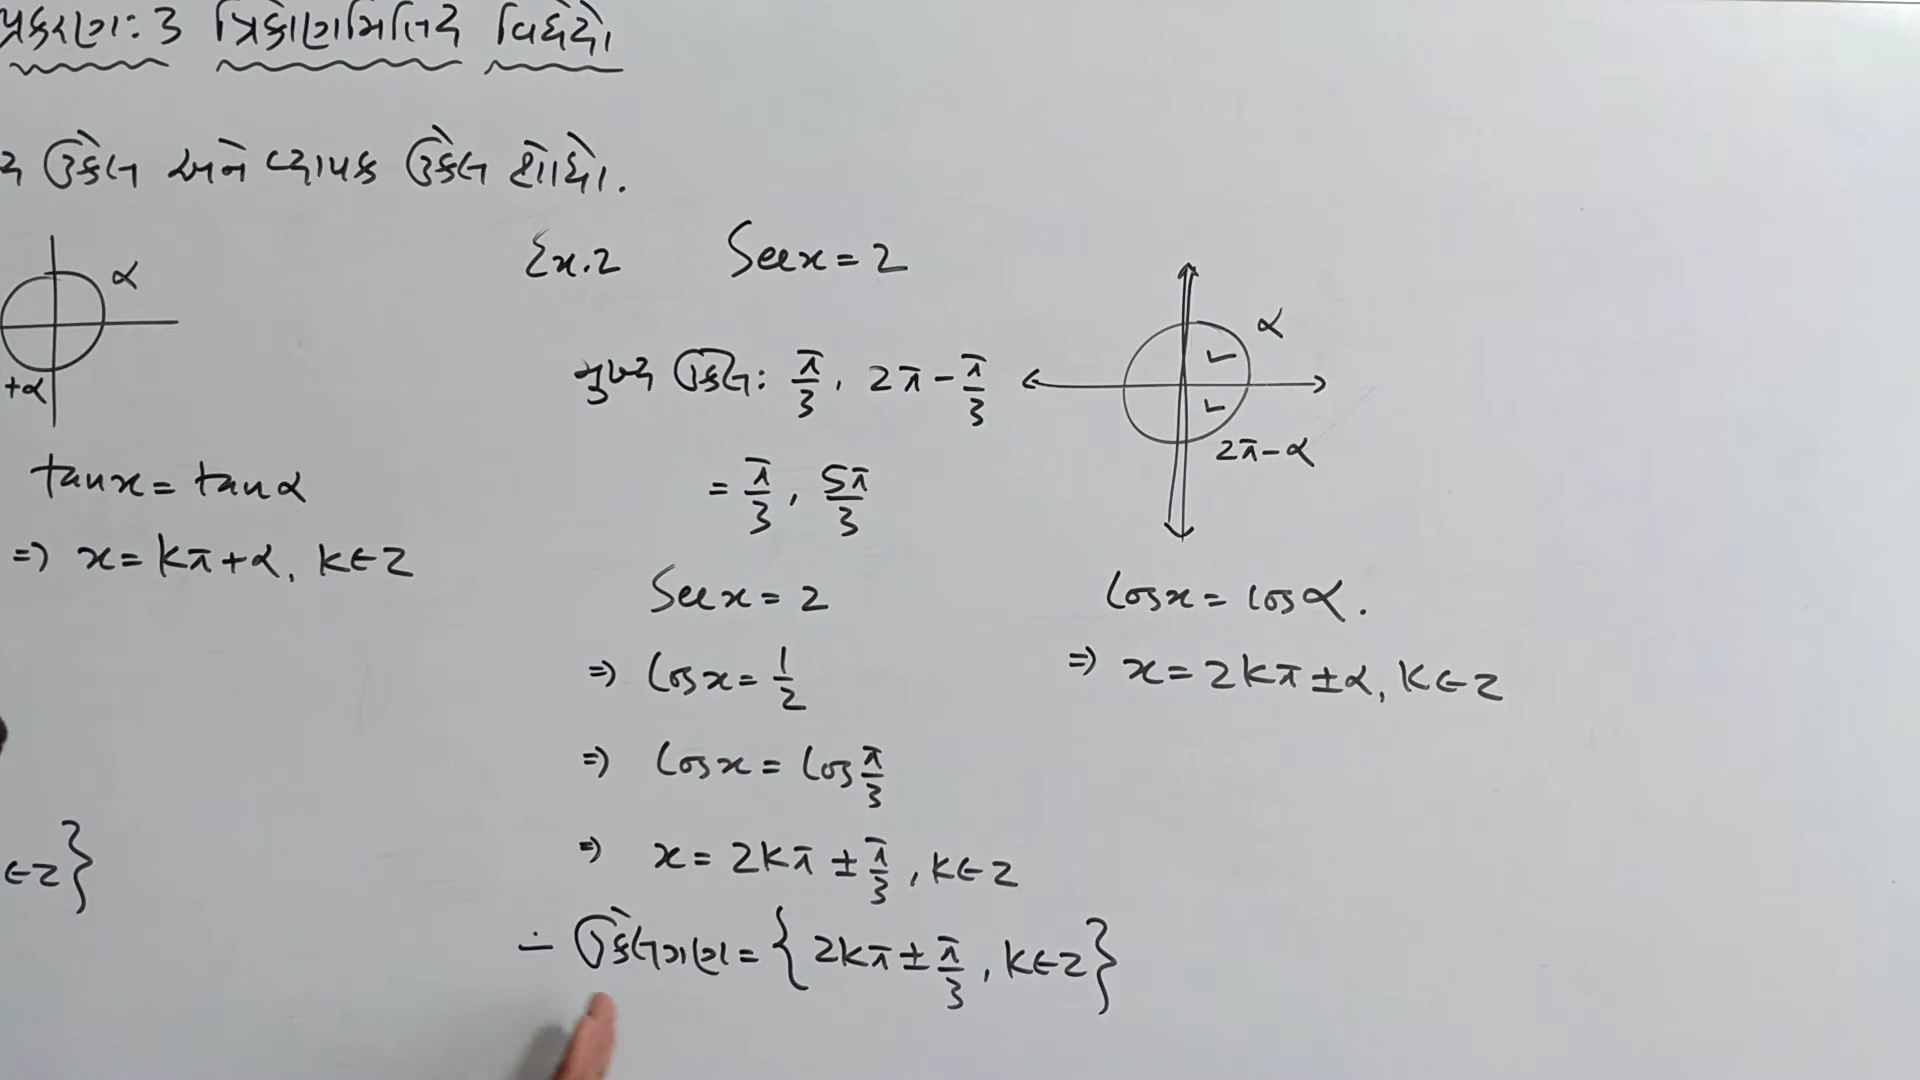 પ્રકરણ: 3 ત્રિકોણમિતિય વિધેયો
ય ઉકેલ અને વ્યાપક ઉકેલ શોધો.
α
+α
tanx = tanα
⇒ x = kπ+α, k∈Z
∈Z}
Ex.2 Secx = 2
મુખ્ય ઉકેલ: π/3, 2π - π/3
= π/3, 5π/3
Secx = 2
⇒ Cosx = 1/2
⇒ Cosx = Cos π/3
⇒ x = 2kπ ± π/3, k∈Z
∴ ઉકેલગણ = {2kπ ± π/3, k∈Z}
α
2π-α
Cosx = cosα.
⇒ x = 2kπ ± α, k∈Z